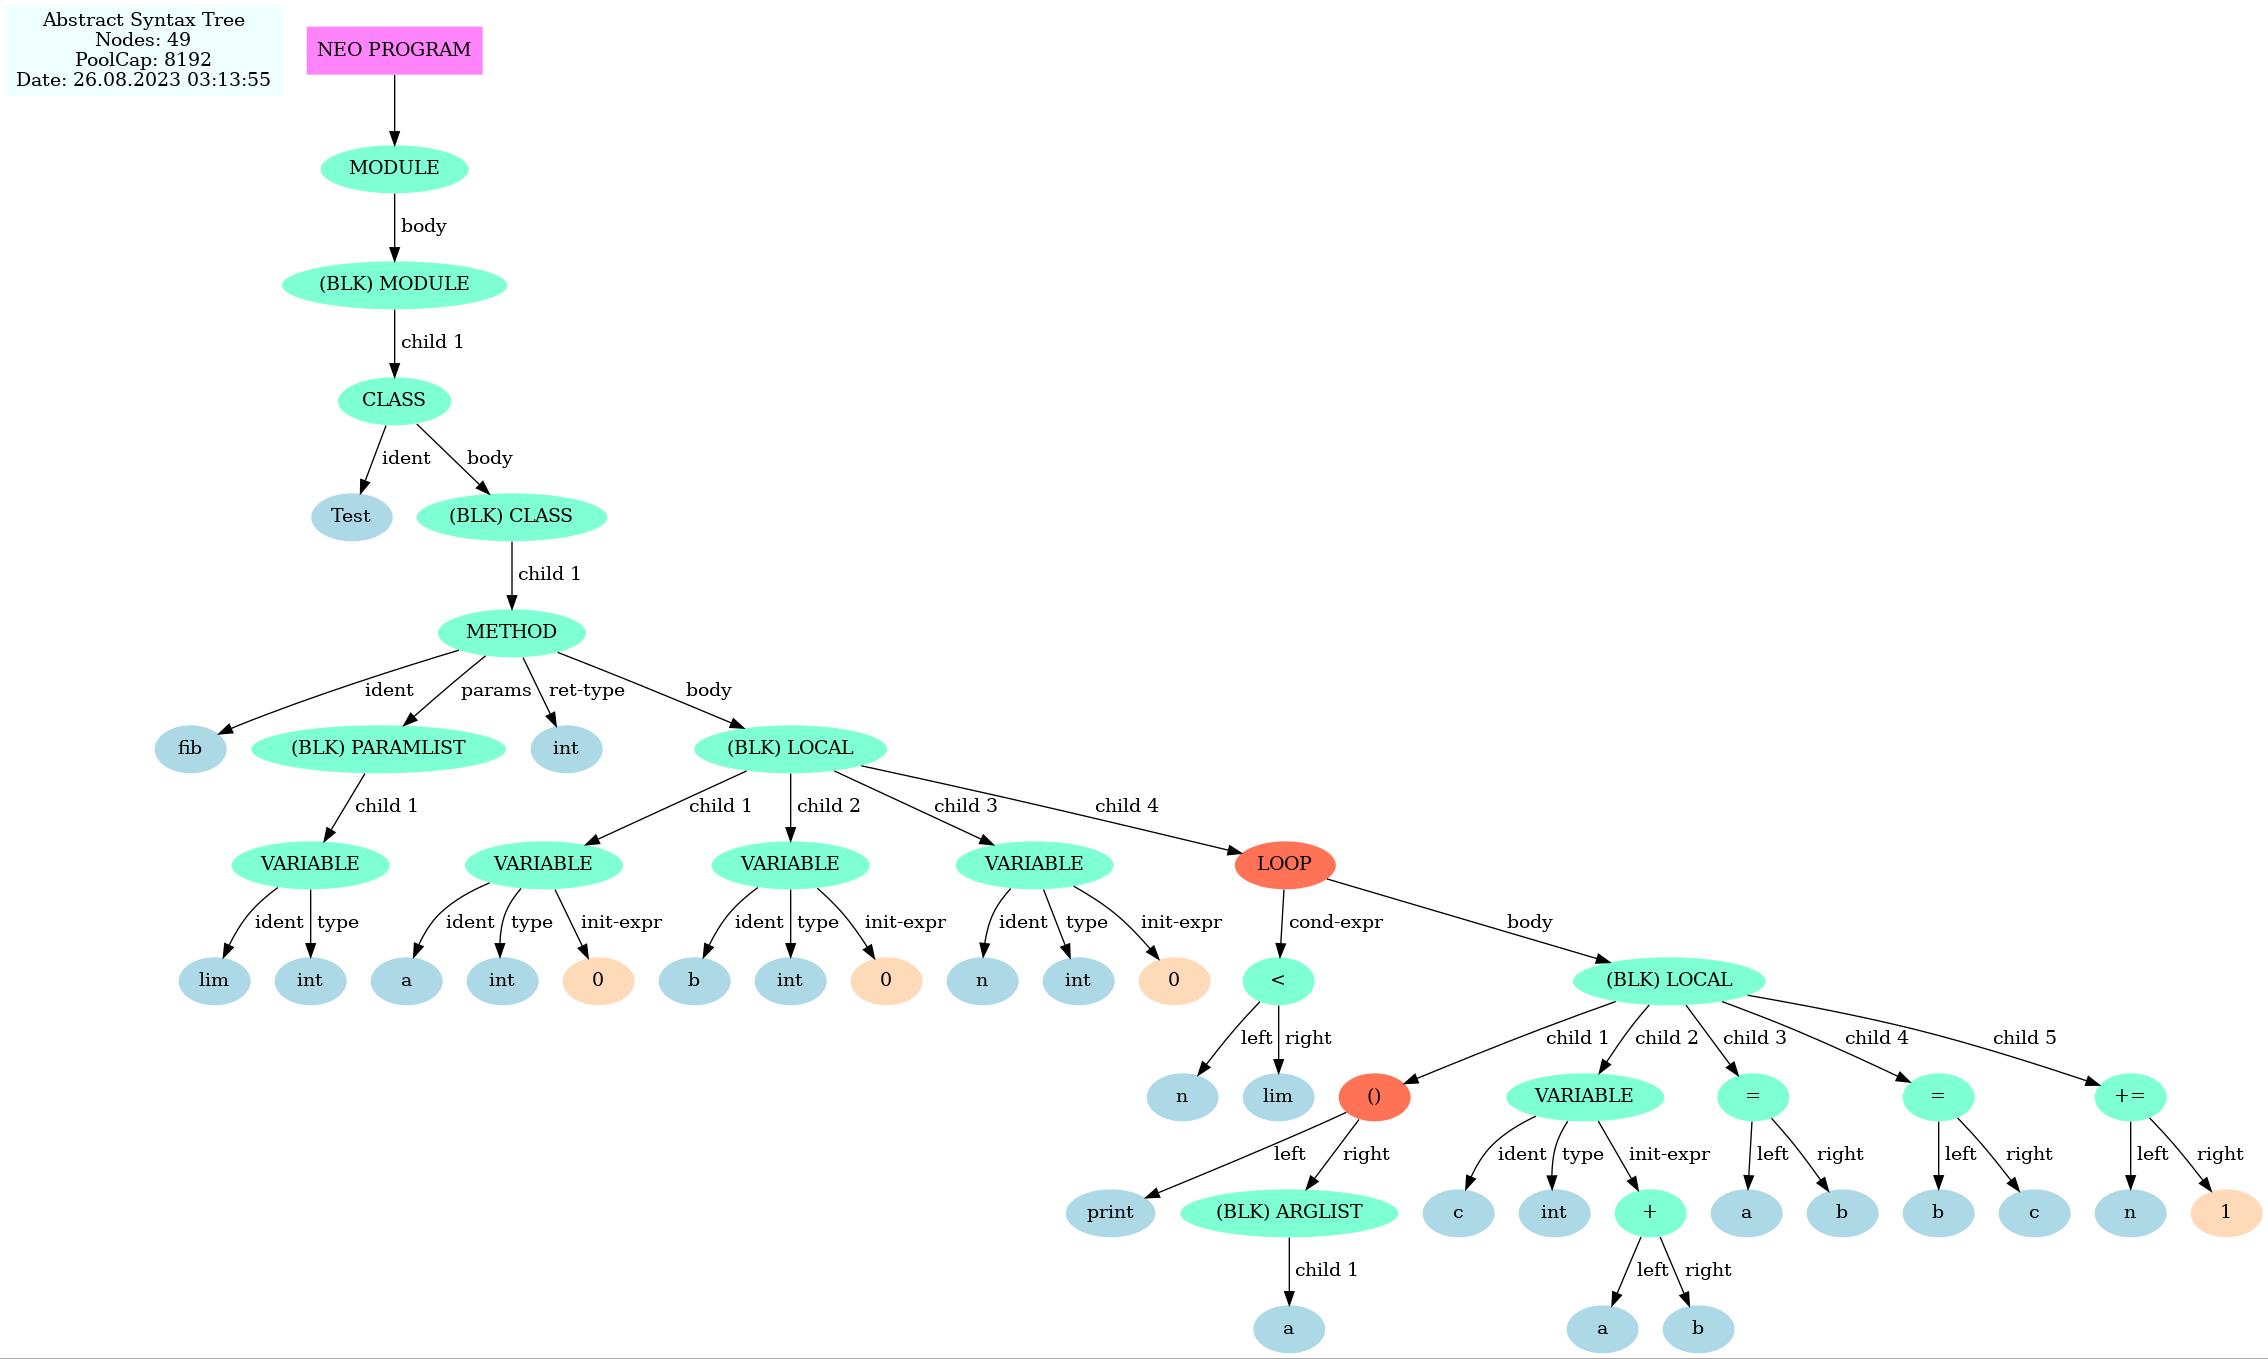 Abstract Syntax Tree
Nodes: 49
PoolCap: 8192
Date: 26.08.2023 03:13:55
NEO PROGRAM
MODULE
body
(BLK) MODULE
child 1
CLASS
ident
body
Test
(BLK) CLASS
child 1
METHOD
ident
params
ret-type
body
fib
(BLK) PARAMLIST
int
(BLK) LOCAL
child 1
child 1
child 2
child 3
child 4
VARIABLE
VARIABLE
VARIABLE
VARIABLE
LOOP
ident
type
ident
type
init-expr
ident
type
init-expr
ident
type
init-expr
cond-expr
body
lim
int
a
int
0
b
int
0
n
int
0
<
(BLK) LOCAL
left
right
child 1
child 2
child 3
child 4
child 5
n
lim
()
VARIABLE
=
=
+=
left
right
ident
type
init-expr
left
right
left
right
left
right
print
(BLK) ARGLIST
c
int
+
a
b
b
c
n
1
child 1
left
right
a
a
b